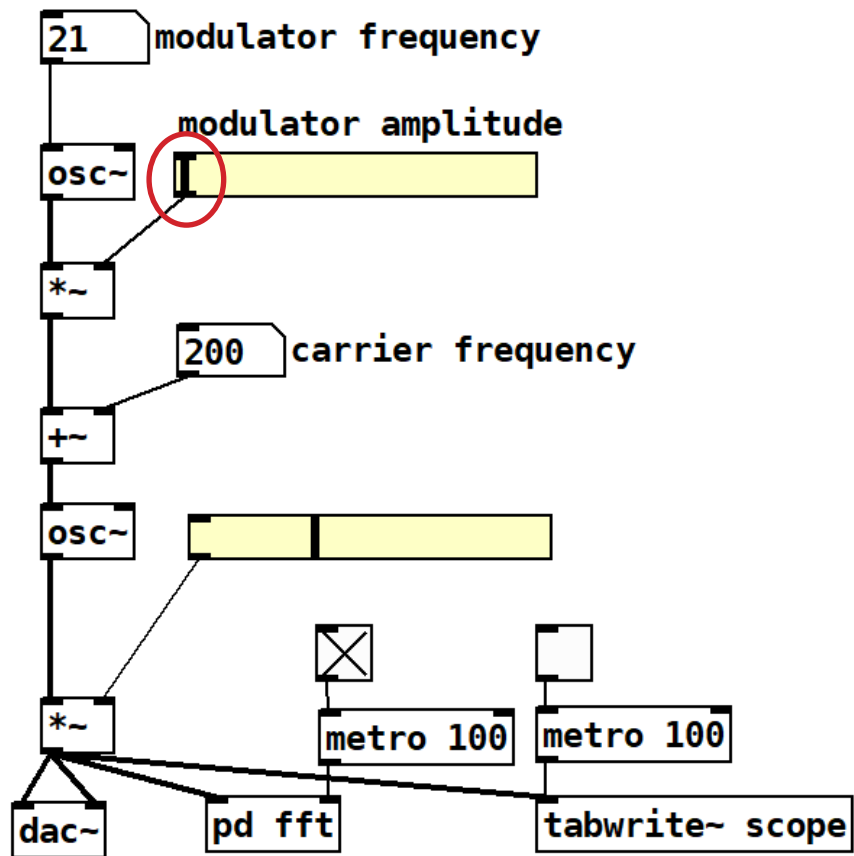 21 modulator frequency
modulator amplitude
osc~
*~
200 carrier frequency
+~
osc~
*~
metro 100
metro 100
dac~
pd fft
tabwrite~ scope